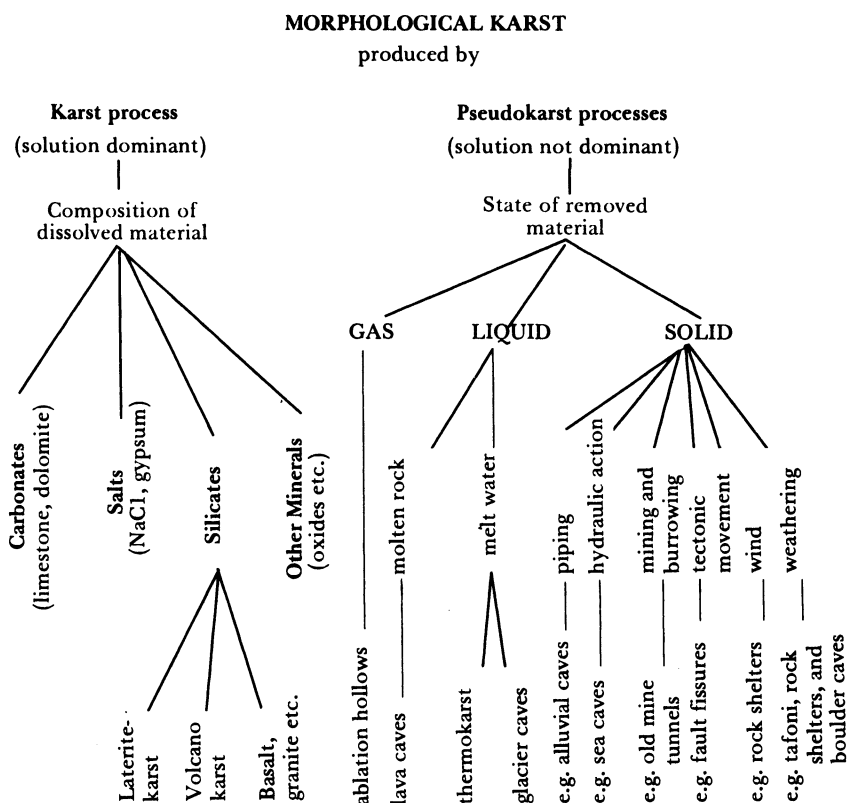 MORPHOLOGICAL KARST
produced by
Karst process
(solution dominant)
Composition of
dissolved material
Carbonates
(limestone, dolomite)
Salts
(NaCl, gypsum)
Silicates
Other Minerals
(oxides etc.)
Laterite-
karst
Volcano
karst
Basalt,
granite etc.
Pseudokarst processes
(solution not dominant)
State of removed
material
GAS
LIQUID
SOLID
ablation hollows
molten rock
lava caves
melt water
thermokarst
glacier caves
piping
e.g. alluvial caves
hydraulic action
e.g. sea caves
mining and
burrowing
e.g. old mine
tunnels
tectonic
movement
e.g. fault fissures
wind
e.g. rock shelters
weathering
e.g. tafoni, rock
shelters, and
boulder caves